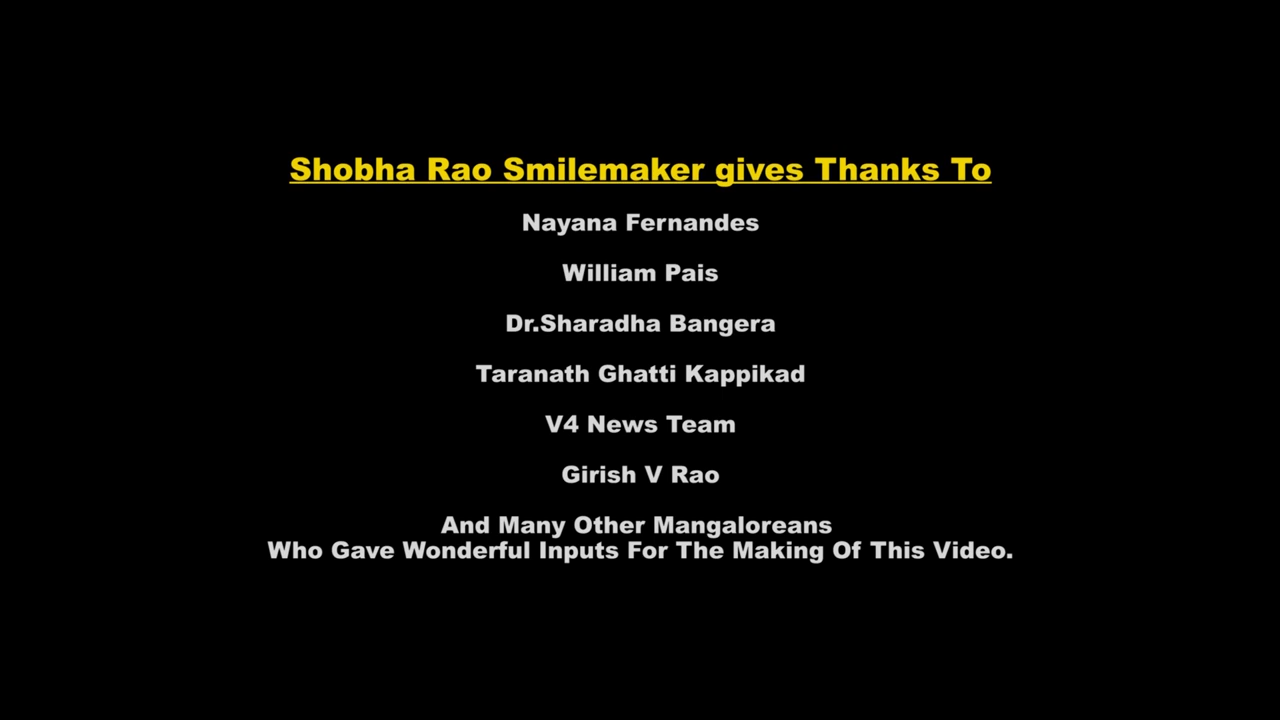 Shobha Rao Smilemaker gives Thanks To
Nayana Fernandes
William Pais
Dr.Sharadha Bangera
Taranath Ghatti Kappikad
V4 News Team
Girish V Rao
And Many Other Mangaloreans
Who Gave Wonderful Inputs For The Making Of This Video.